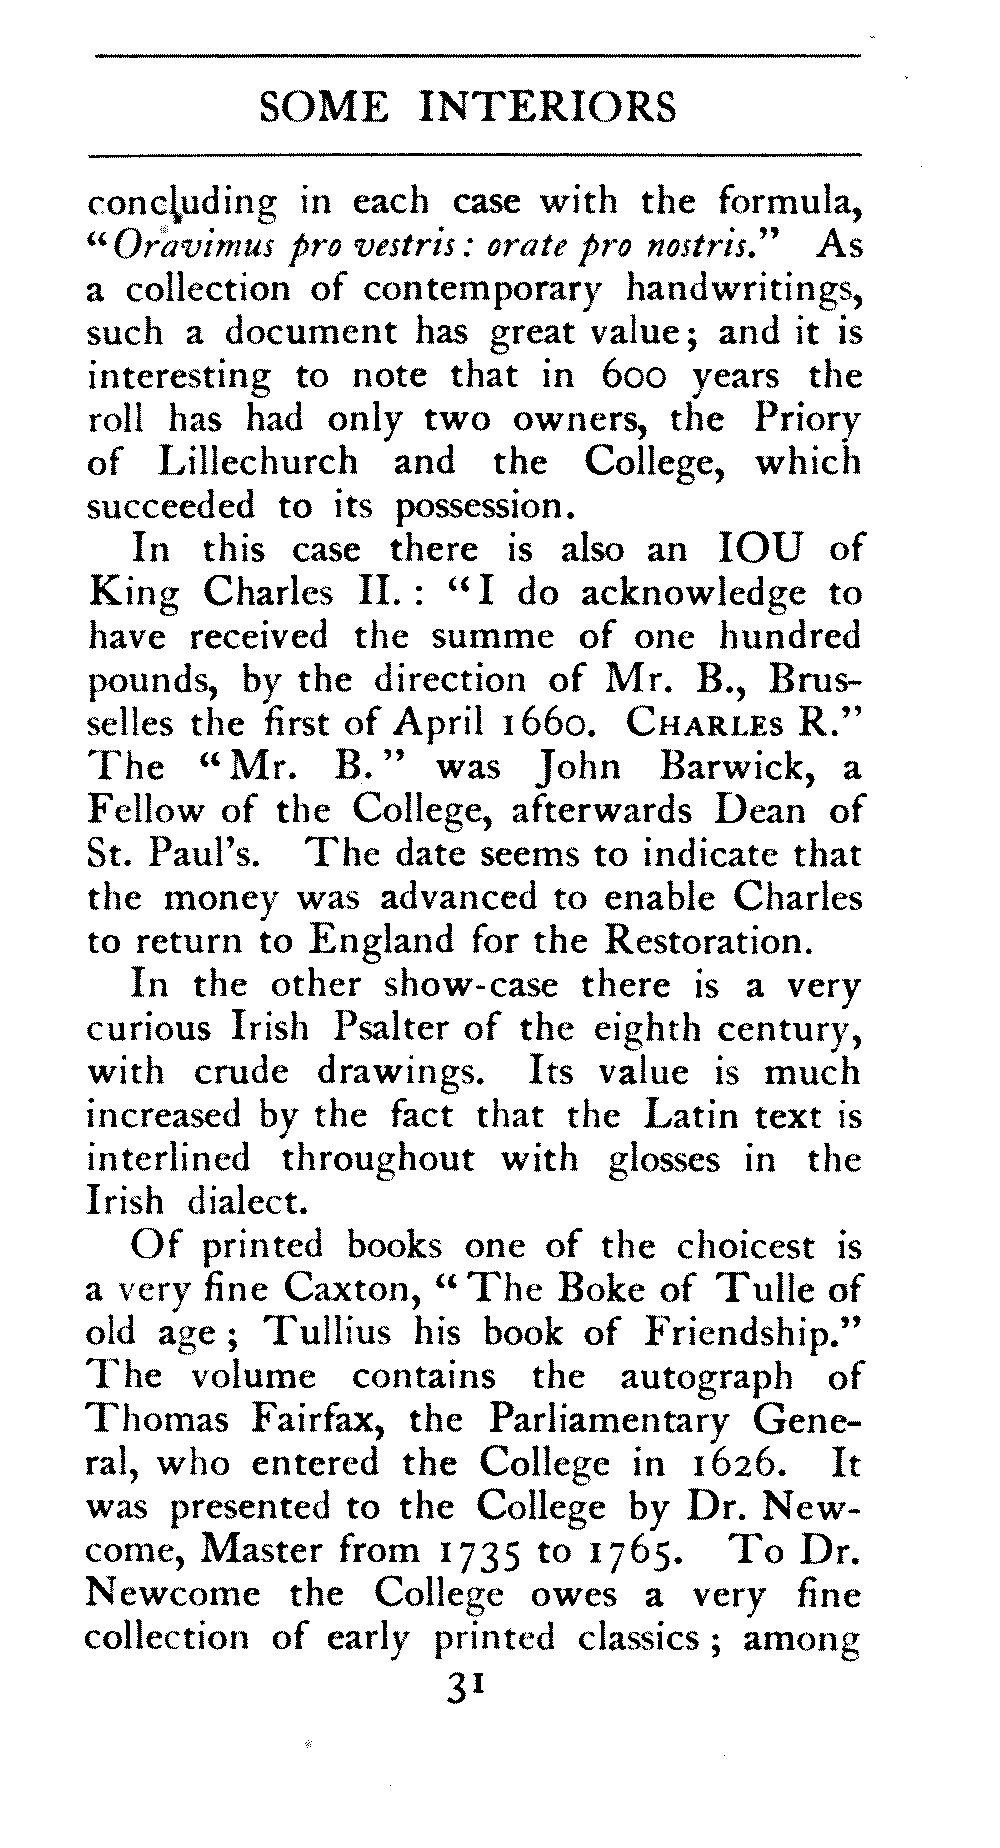 SOME INTERIORS
concluding in each case with the formula,
“Oravimus pro vestris: orate pro nostris.” As
a collection of contemporary handwritings,
such a document has great value; and it is
interesting to note that in 600 years the
roll has had only two owners, the Priory
of Lillechurch and the College, which
succeeded to its possession.
In this case there is also an IOU of
King Charles II.: “I do acknowledge to
have received the summe of one hundred
pounds, by the direction of Mr. B., Brus-
selles the first of April 1660. CHARLES R.”
The “Mr. B.” was John Barwick, a
Fellow of the College, afterwards Dean of
St. Paul's. The date seems to indicate that
the money was advanced to enable Charles
to return to England for the Restoration.
In the other show-case there is a very
curious Irish Psalter of the eighth century,
with crude drawings. Its value is much
increased by the fact that the Latin text is
interlined throughout with glosses in the
Irish dialect.
Of printed books one of the choicest is
a very fine Caxton, “The Boke of Tulle of
old age; Tullius his book of Friendship.”
The volume contains the autograph of
Thomas Fairfax, the Parliamentary Gene-
ral, who entered the College in 1626. It
was presented to the College by Dr. New-
come, Master from 1735 to 1765. To Dr.
Newcome the College owes a very fine
collection of early printed classics; among
31